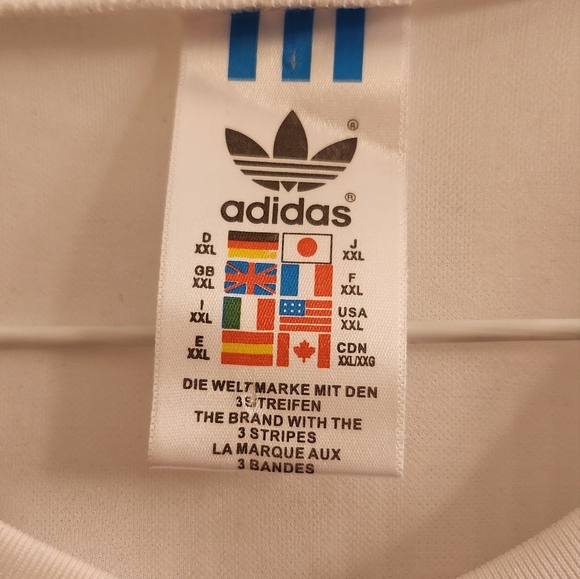 ®
adidas®
D
XXL
J
XXL
GB
XXL
F
XXL
I
XXL
USA
XXL
E
XXL
CDN
XXL/XXG
DIE WELTMARKE MIT DEN
3 STREIFEN
THE BRAND WITH THE
3 STRIPES
LA MARQUE AUX
3 BANDES